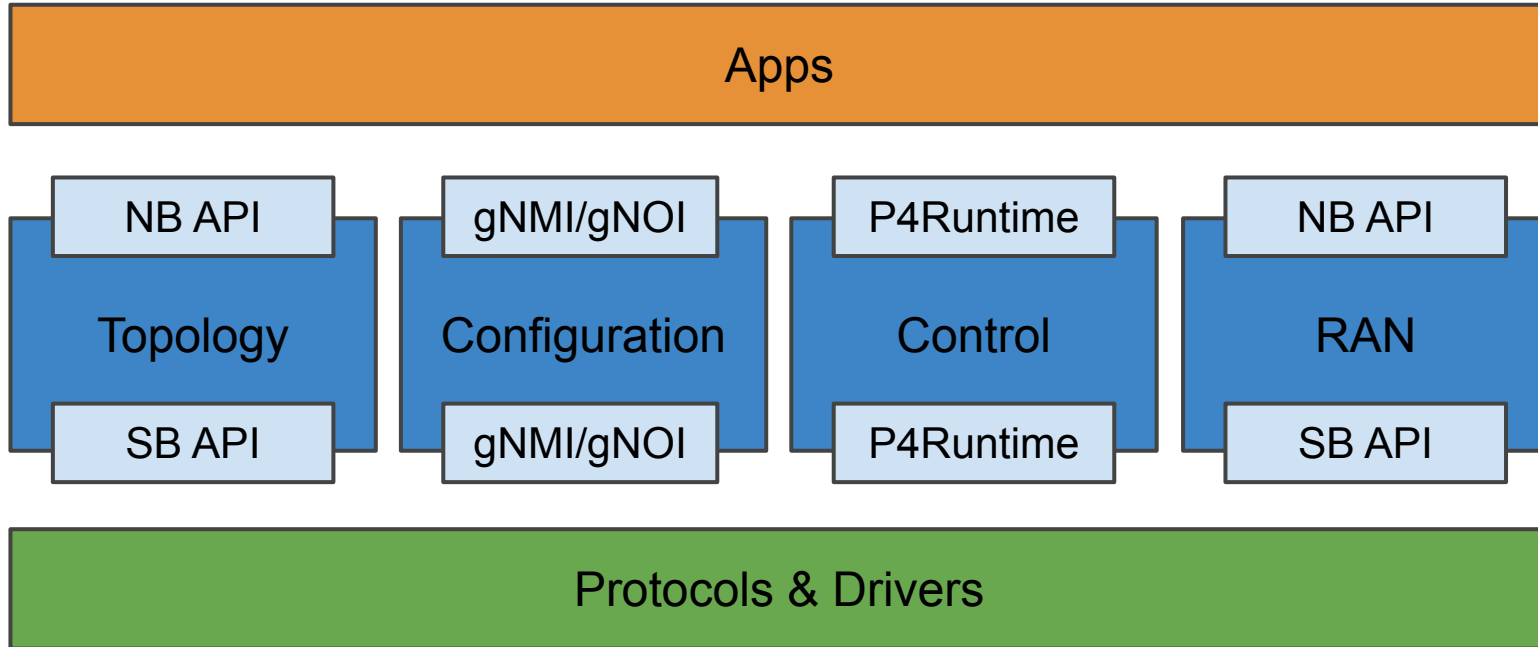 Apps
NB API
gNMI/gNOI
P4Runtime
NB API
Topology
Configuration
Control
RAN
SB API
gNMI/gNOI
P4Runtime
SB API
Protocols & Drivers